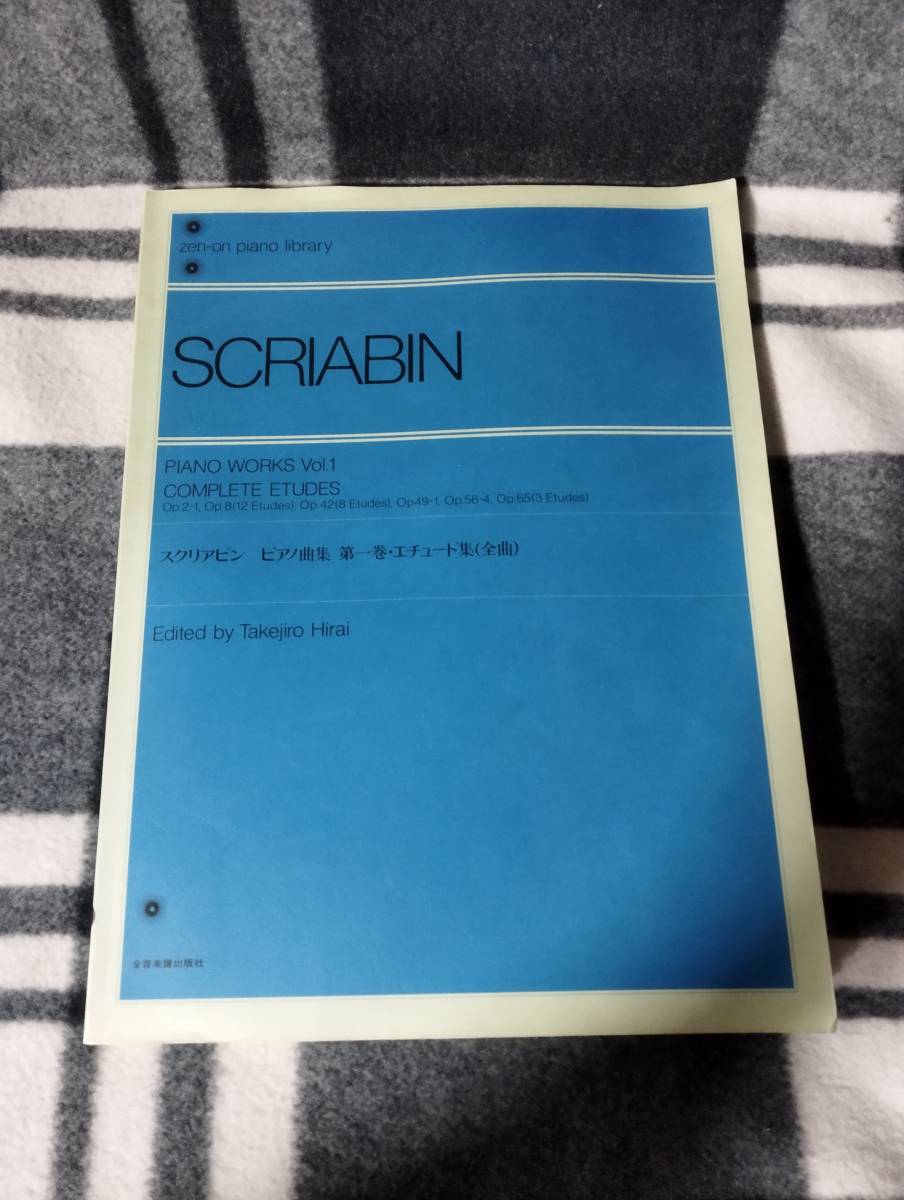 zen-on piano library
SCRIABIN
PIANO WORKS Vol.1
COMPLETE ETUDES
Op.2-1, Op.8(12 Etudes), Op.42(8 Etudes), Op49-1, Op.56-4, Op.65(3 Etudes)
スクリアビン ピアノ曲集 第一巻・エチュード集(全曲)
Edited by Takejiro Hirai
全音楽譜出版社